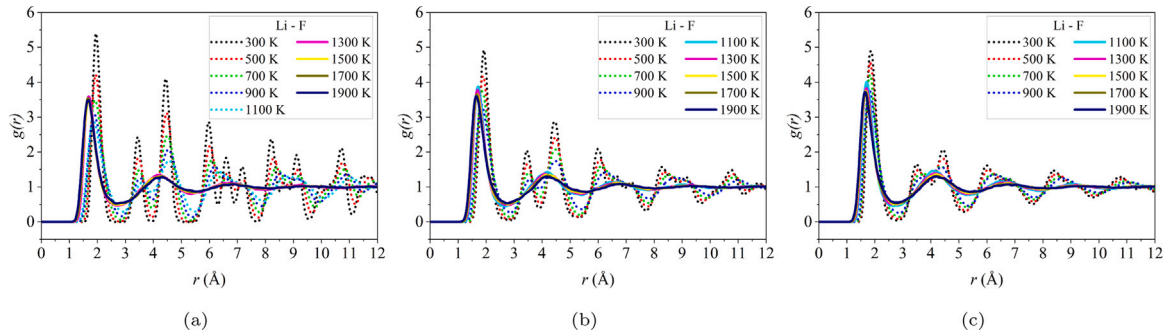 Li - F
300 K 1300 K
500 K 1500 K
700 K 1700 K
900 K 1900 K
1100 K
6
5
4
3
2
1
0
g(r)
0 1 2 3 4 5 6 7 8 9 10 11 12
r (Å)
(a)
Li - F
300 K 1100 K
500 K 1300 K
700 K 1500 K
900 K 1700 K
1900 K
6
5
4
3
2
1
0
g(r)
0 1 2 3 4 5 6 7 8 9 10 11 12
r (Å)
(b)
Li - F
300 K 1100 K
500 K 1300 K
700 K 1500 K
900 K 1700 K
1900 K
6
5
4
3
2
1
0
g(r)
0 1 2 3 4 5 6 7 8 9 10 11 12
r (Å)
(c)